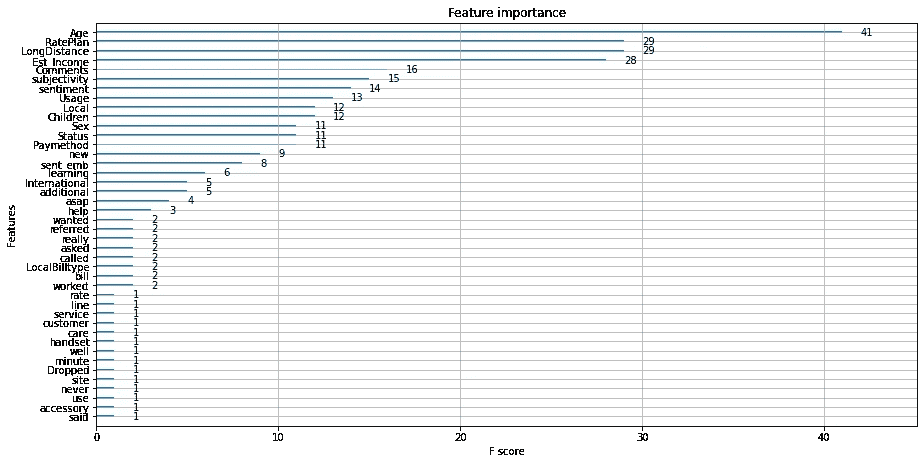 Feature importance
Age 41
RatePlan 29
LongDistance 29
Est_Income 28
Comments 16
subjectivity 15
sentiment 14
Usage 13
Local 12
Children 12
Sex 11
Status 11
Paymethod 11
new 9
sent_emb 8
learning 6
International 5
additional 5
asap 4
help 3
wanted 2
referred 2
really 2
asked 2
called 2
LocalBilltype 2
bill 2
worked 2
rate 1
line 1
service 1
customer 1
care 1
handset 1
well 1
minute 1
Dropped 1
site 1
never 1
use 1
accessory 1
said 1
Features
0 10 20 30 40
F score